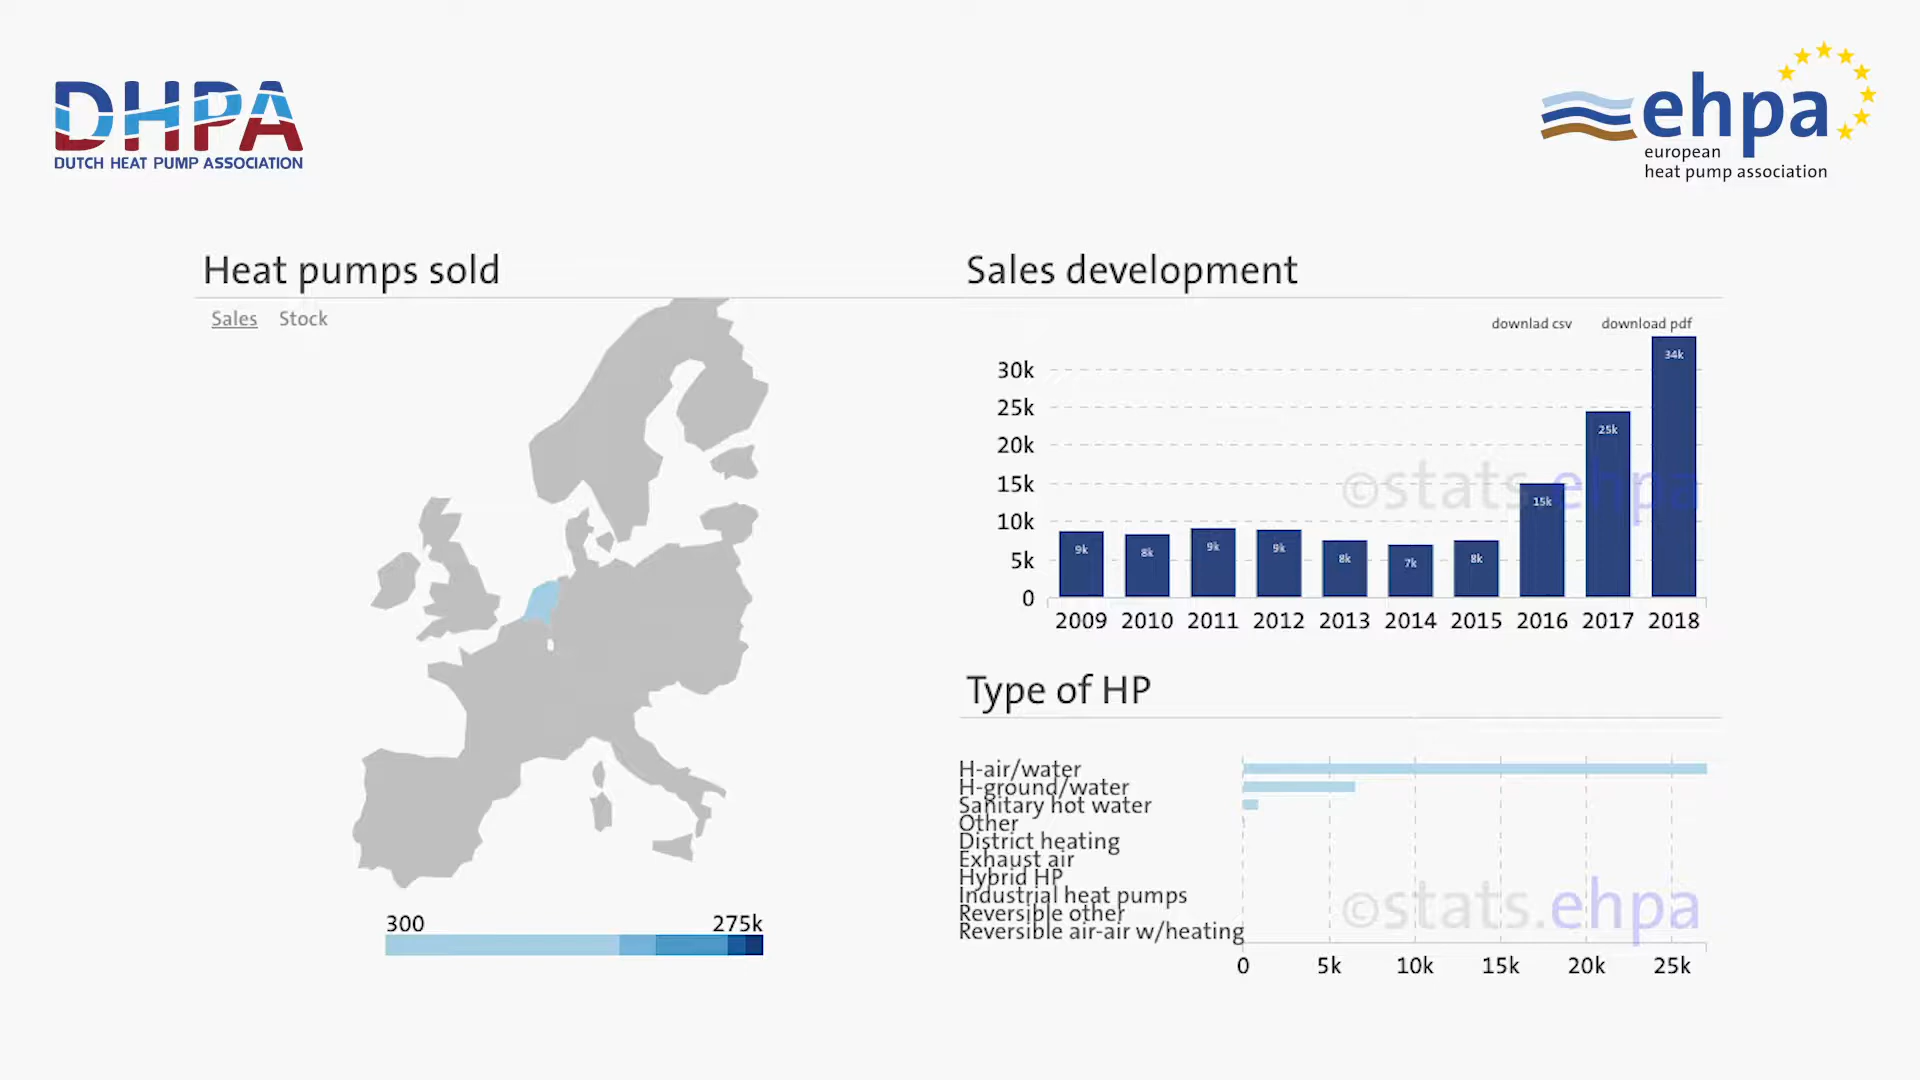 DHPA
DUTCH HEAT PUMP ASSOCIATION
ehpa
european
heat pump association
Heat pumps sold
Sales Stock
300 275k
Sales development
downlad csv download pdf
30k
25k
20k
15k
10k
5k
0
9k 8k 9k 9k 8k 7k 8k 15k 25k 34k
©stats.ehpa
2009 2010 2011 2012 2013 2014 2015 2016 2017 2018
Type of HP
H-air/water
H-ground/water
Sanitary hot water
Other
District heating
Exhaust air
Hybrid HP
Industrial heat pumps
Reversible other
Reversible air-air w/heating
©stats.ehpa
0 5k 10k 15k 20k 25k